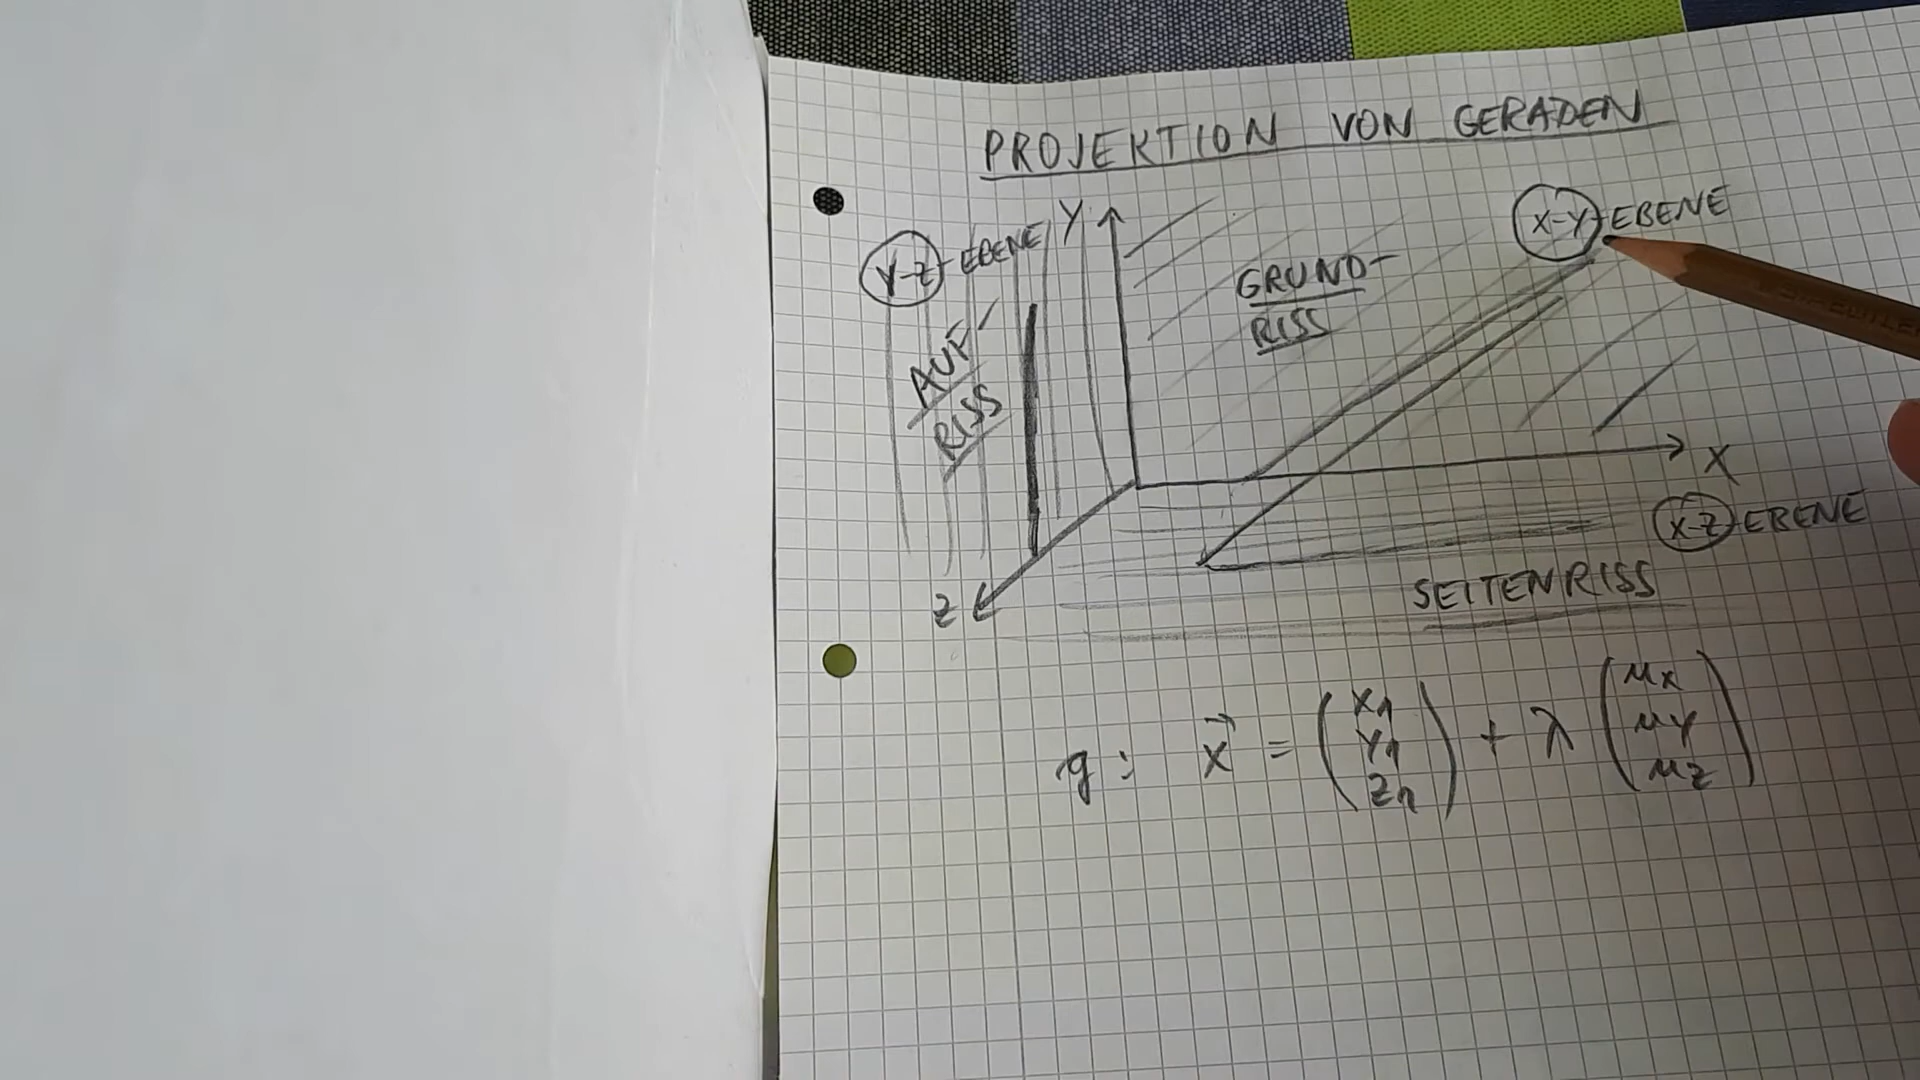 PROJEKTION VON GERADEN
Y-Z-EBENE
Y
X-Y-EBENE
AUF-
RISS
GRUND-
RISS
X
X-Z-EBENE
Z
SEITENRISS
g: x⃗ = (x₁ y₁ z₁) + λ (ux uy uz)